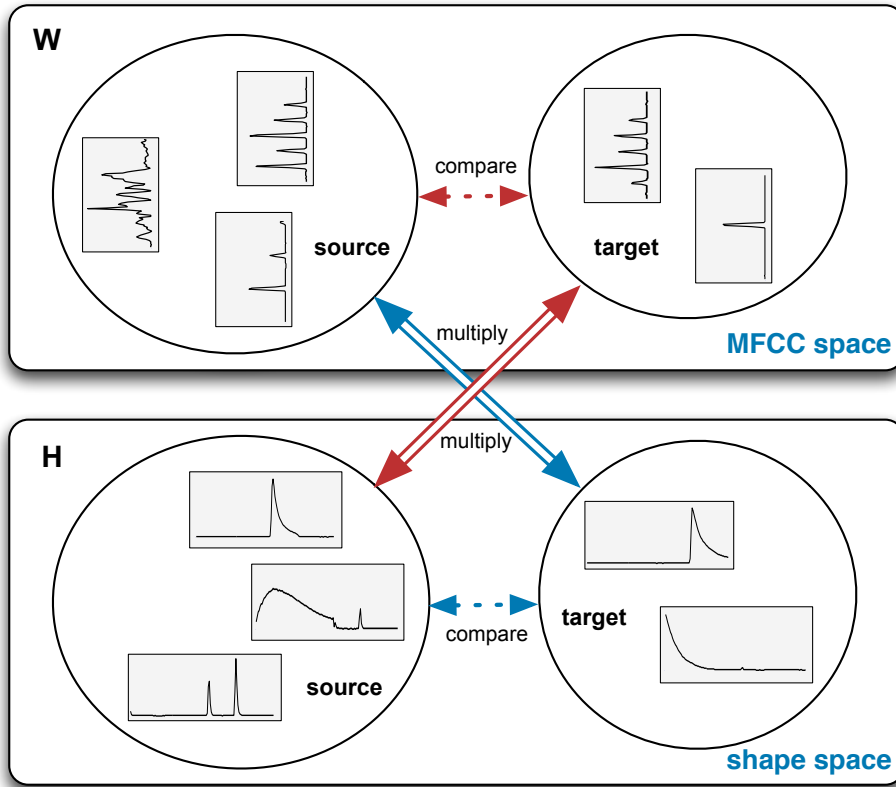 W
compare
source
target
multiply
MFCC space
multiply
H
target
compare
source
shape space